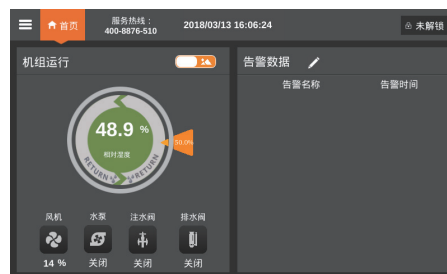 首页
服务热线：
400-8876-510
2018/03/13 16:06:24
未解锁
机组运行
告警数据
告警名称 告警时间
48.9 %
相对湿度
50.0%
RETURN RETURN
风机 水泵 注水阀 排水阀
14 % 关闭 关闭 关闭